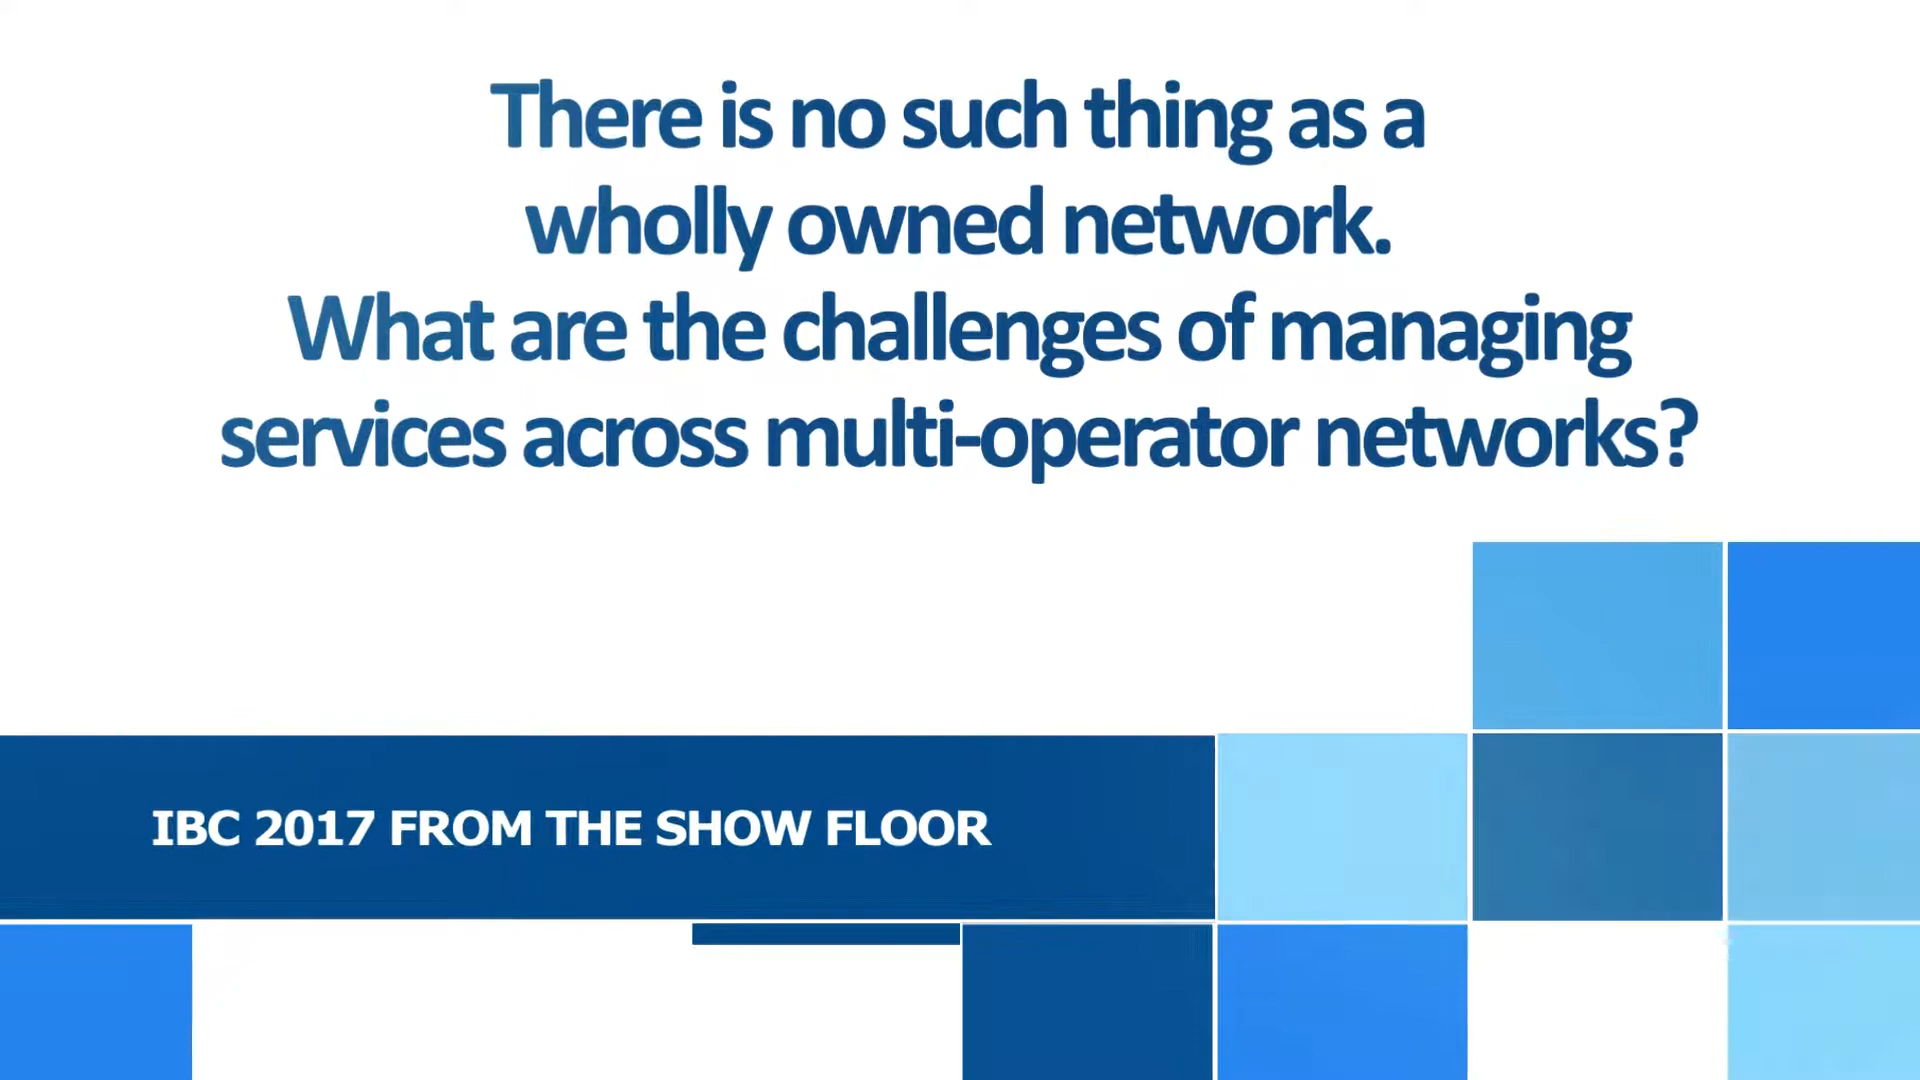 There is no such thing as a
wholly owned network.
What are the challenges of managing
services across multi-operator networks?
IBC 2017 FROM THE SHOW FLOOR